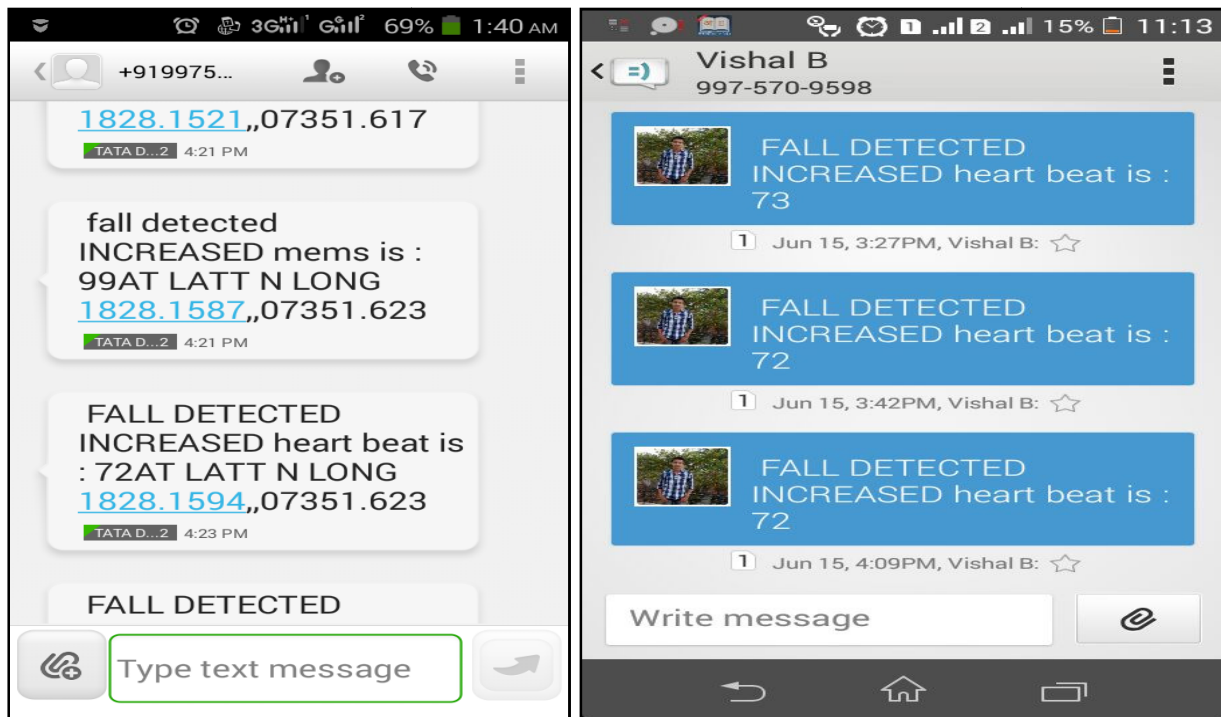 3G H G G 69% 1:40 AM
+919975...
1828.1521,,07351.617
TATA D...2 4:21 PM
fall detected
INCREASED mems is :
99AT LATT N LONG
1828.1587,,07351.623
TATA D...2 4:21 PM
FALL DETECTED
INCREASED heart beat is
: 72AT LATT N LONG
1828.1594,,07351.623
TATA D...2 4:23 PM
FALL DETECTED
Type text message
1 2 15% 11:13
Vishal B
997-570-9598
FALL DETECTED
INCREASED heart beat is :
73
1 Jun 15, 3:27PM, Vishal B:
FALL DETECTED
INCREASED heart beat is :
72
1 Jun 15, 3:42PM, Vishal B:
FALL DETECTED
INCREASED heart beat is :
72
1 Jun 15, 4:09PM, Vishal B:
Write message